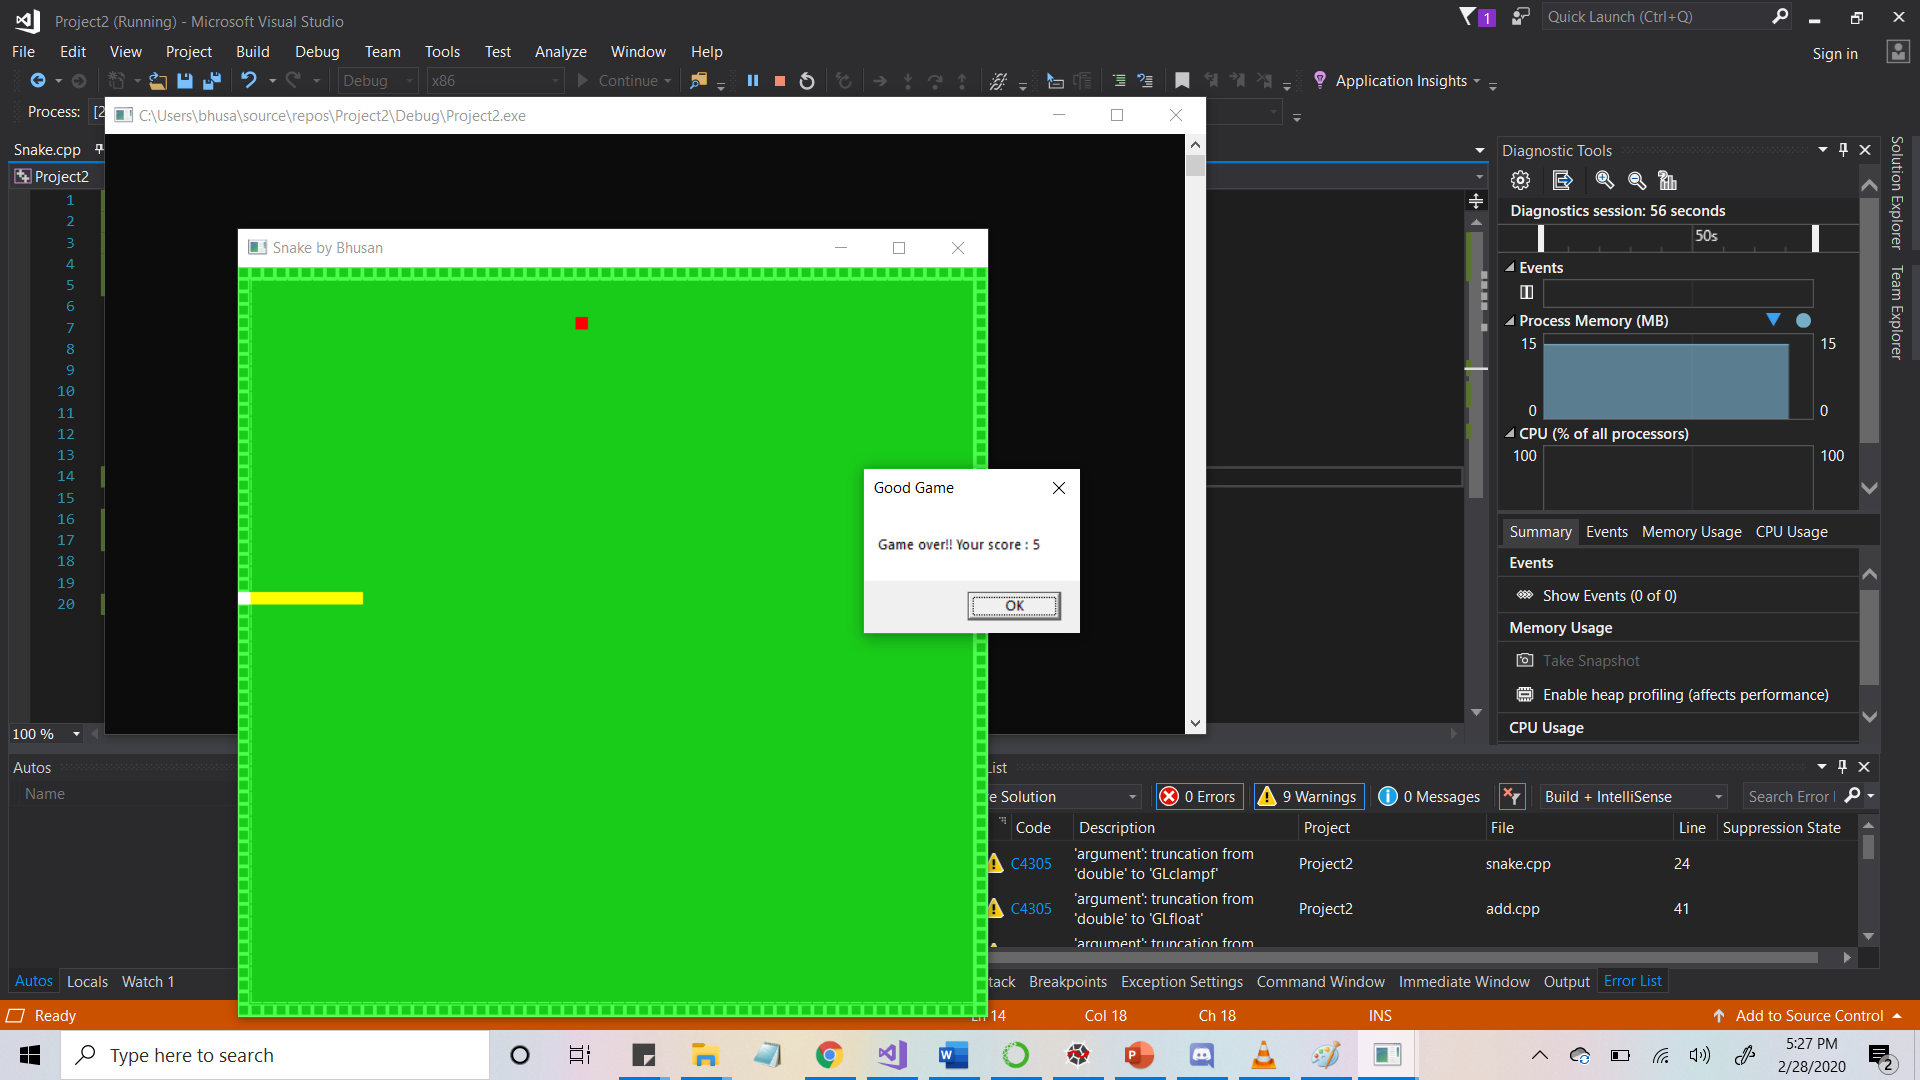 Project2 (Running) - Microsoft Visual Studio
1
Quick Launch (Ctrl+Q)
File Edit View Project Build Debug Team Tools Test Analyze Window Help
Sign in
Debug x86 Continue Application Insights
Process: [2
C:\Users\bhusa\source\repos\Project2\Debug\Project2.exe
Snake.cpp
Project2
1
2
3
4
5
6
7
8
9
10
11
12
13
14
15
16
17
18
19
20
100 %
Snake by Bhusan
Good Game
Game over!! Your score : 5
OK
Diagnostic Tools
Diagnostics session: 56 seconds
50s
Events
Process Memory (MB)
15 15
0 0
CPU (% of all processors)
100 100
Summary Events Memory Usage CPU Usage
Events
Show Events (0 of 0)
Memory Usage
Take Snapshot
Enable heap profiling (affects performance)
CPU Usage
Solution Explorer
Team Explorer
Autos
Name
Autos Locals Watch 1
List
e Solution 0 Errors 9 Warnings 0 Messages Build + IntelliSense Search Error
Code Description Project File Line Suppression State
C4305 'argument': truncation from 'double' to 'GLclampf' Project2 snake.cpp 24
C4305 'argument': truncation from 'double' to 'GLfloat' Project2 add.cpp 41
'argument': truncation from
tack Breakpoints Exception Settings Command Window Immediate Window Output Error List
Ready Ln 14 Col 18 Ch 18 INS Add to Source Control
Type here to search
5:27 PM
2/28/2020
2